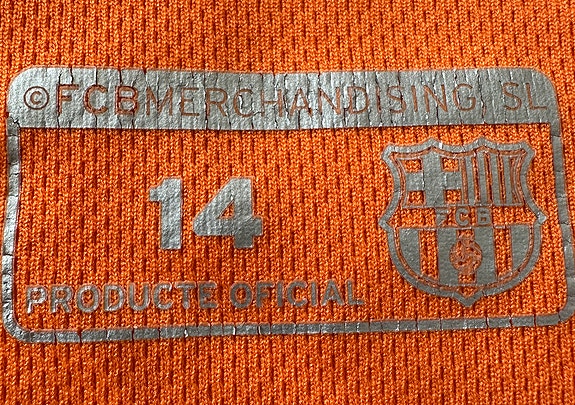 © FCBMERCHANDISING, SL
14
FCB
PRODUCTE OFICIAL